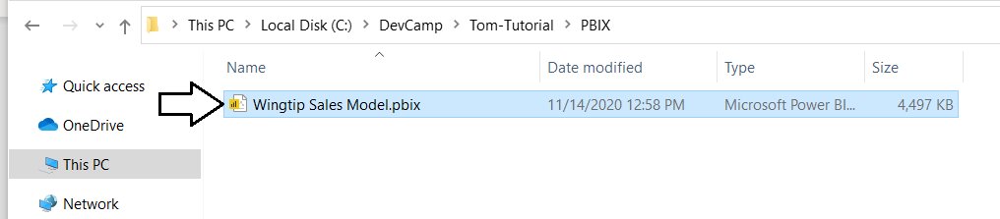 This PC > Local Disk (C:) > DevCamp > Tom-Tutorial > PBIX
Name Date modified Type Size
Quick access
Wingtip Sales Model.pbix 11/14/2020 12:58 PM Microsoft Power BI... 4,497 KB
OneDrive
This PC
Network